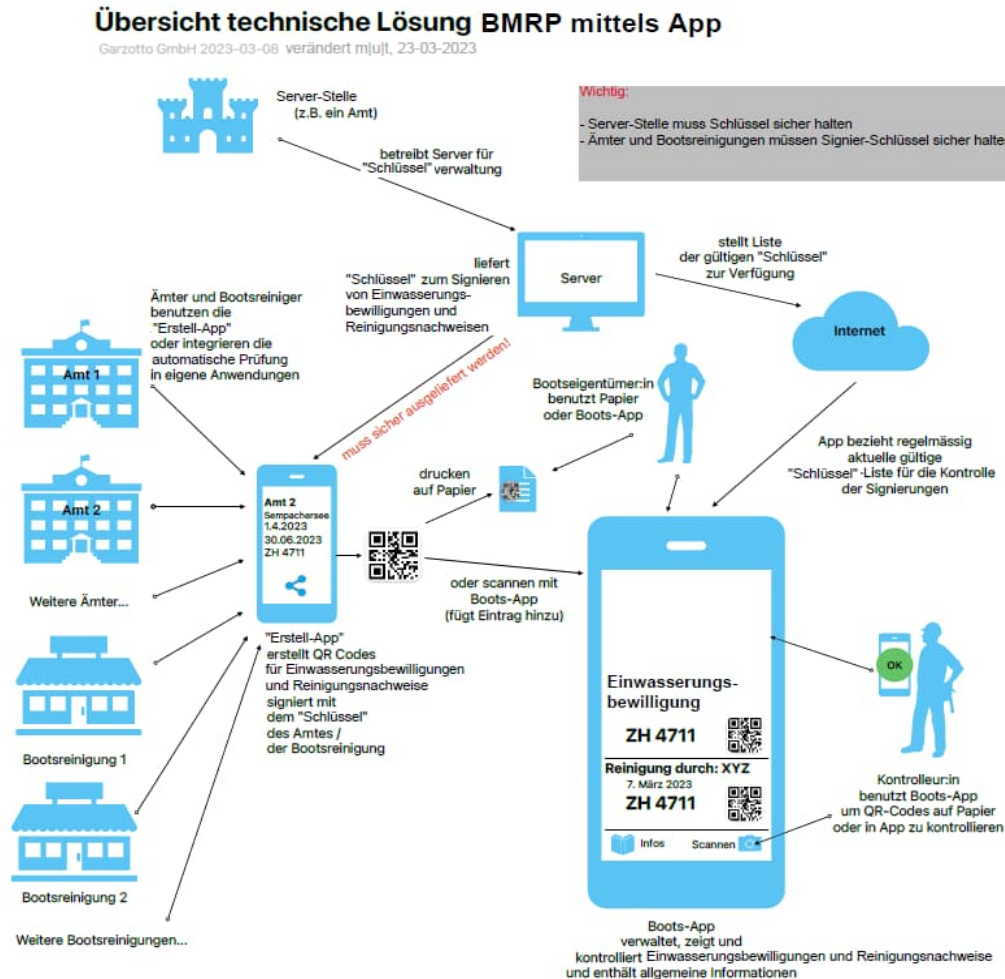 Übersicht technische Lösung BMRP mittels App
Garzotto GmbH 2023-03-08 verändert m|u|t, 23-03-2023
Server-Stelle
(z.B. ein Amt)
Wichtig:
- Server-Stelle muss Schlüssel sicher halten
- Ämter und Bootsreinigungen müssen Signier-Schlüssel sicher halte
betreibt Server für
"Schlüssel" verwaltung
Server
stellt Liste
der gültigen "Schlüssel"
zur Verfügung
liefert
"Schlüssel" zum Signieren
von Einwasserungs-
bewilligungen und
Reinigungsnachweisen
Internet
Ämter und Bootsreiniger
benutzen die
"Erstell-App"
oder integrieren die
automatische Prüfung
in eigene Anwendungen
muss sicher ausgeliefert werden!
Amt 1
Bootseigentümer:in
benutzt Papier
oder Boots-App
App bezieht regelmässig
aktuelle gültige
"Schlüssel"-Liste für die Kontrolle
der Signierungen
drucken
auf Papier
Amt 2
Amt 2
Sempachersee
1.4.2023
30.06.2023
ZH 4711
oder scannen mit
Boots-App
(fügt Eintrag hinzu)
Weitere Ämter...
"Erstell-App"
erstellt QR Codes
für Einwasserungsbewilligungen
und Reinigungsnachweise
signiert mit
dem "Schlüssel"
des Amtes /
der Bootsreinigung
OK
Einwasserungs-
bewilligung
ZH 4711
Reinigung durch: XYZ
7. März 2023
ZH 4711
Infos
Scannen
Bootsreinigung 1
Kontrolleur:in
benutzt Boots-App
um QR-Codes auf Papier
oder in App zu kontrollieren
Bootsreinigung 2
Weitere Bootsreinigungen...
Boots-App
verwaltet, zeigt und
kontrolliert Einwasserungsbewilligungen und Reinigungsnachweise
und enthält allgemeine Informationen